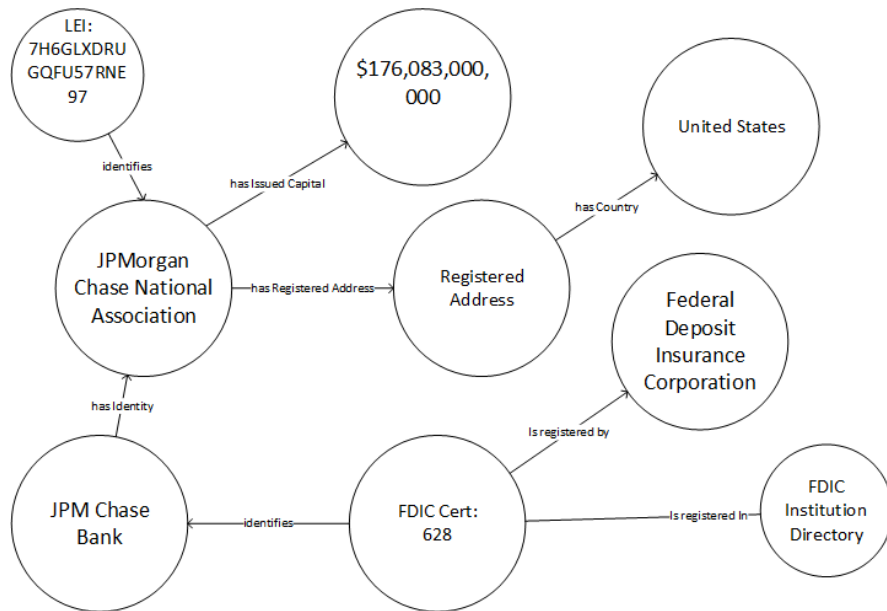 LEI:
7H6GLXDRU
GQFU57RNE
97
$176,083,000,
000
United States
identifies
has Issued Capital
has Country
JPMorgan
Chase National
Association
has Registered Address
Registered
Address
Federal
Deposit
Insurance
Corporation
has Identity
Is registered by
JPM Chase
Bank
identifies
FDIC Cert:
628
Is registered In
FDIC
Institution
Directory